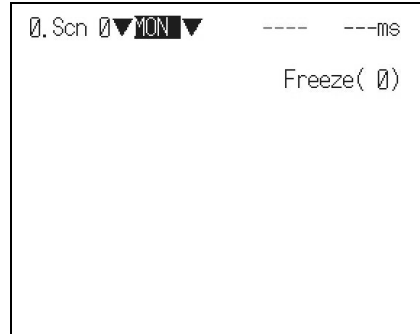 0.Scn 0▼MON ▼ ---- ---ms
Freeze( 0)